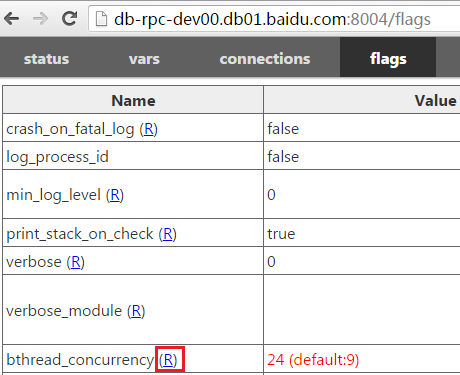 db-rpc-dev00.db01.baidu.com:8004/flags
status vars connections flags
Name Value
crash_on_fatal_log (R) false
log_process_id false
min_log_level (R) 0
print_stack_on_check (R) true
verbose (R) 0
verbose_module (R)
bthread_concurrency (R) 24 (default:9)